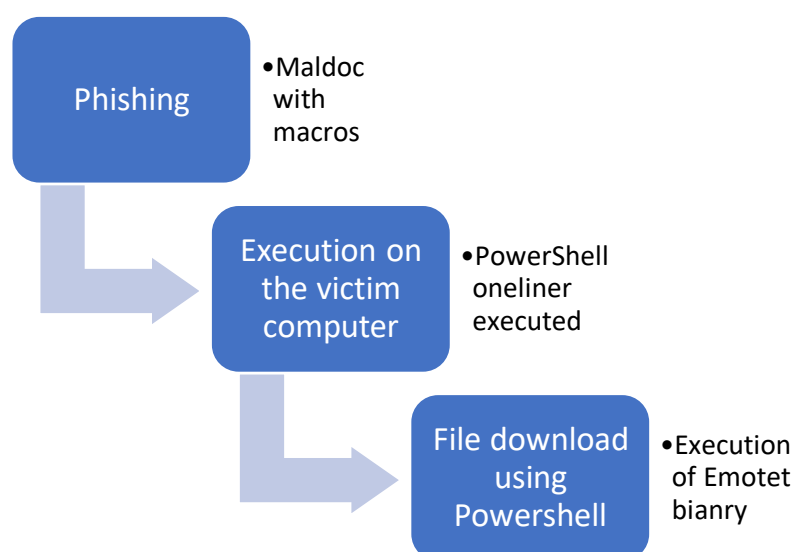 Phishing
•Maldoc
with
macros
Execution on
the victim
computer
•PowerShell
oneliner
executed
File download
using
Powershell
•Execution
of Emotet
bianry